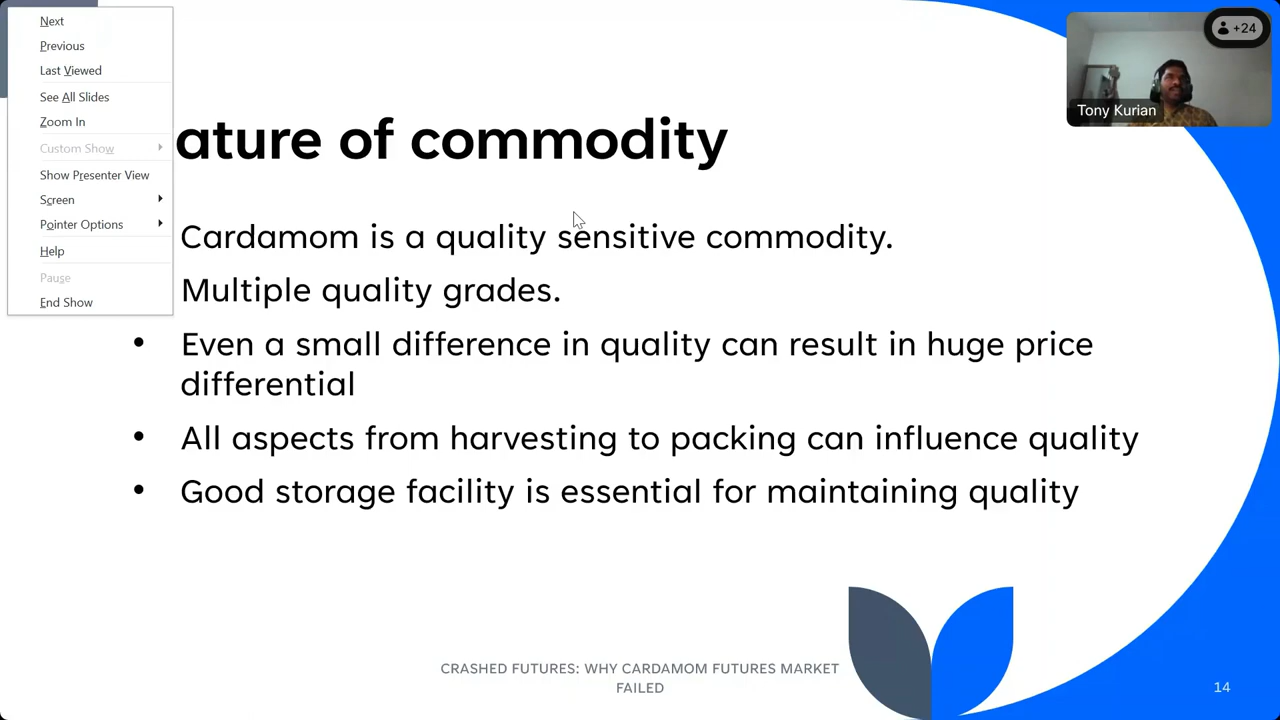 Next
Previous
Last Viewed
See All Slides
Zoom In
Custom Show
Show Presenter View
Screen
Pointer Options
Help
Pause
End Show
+24
Tony Kurian
ature of commodity
Cardamom is a quality sensitive commodity.
Multiple quality grades.
• Even a small difference in quality can result in huge price
differential
• All aspects from harvesting to packing can influence quality
• Good storage facility is essential for maintaining quality
CRASHED FUTURES: WHY CARDAMOM FUTURES MARKET
FAILED
14